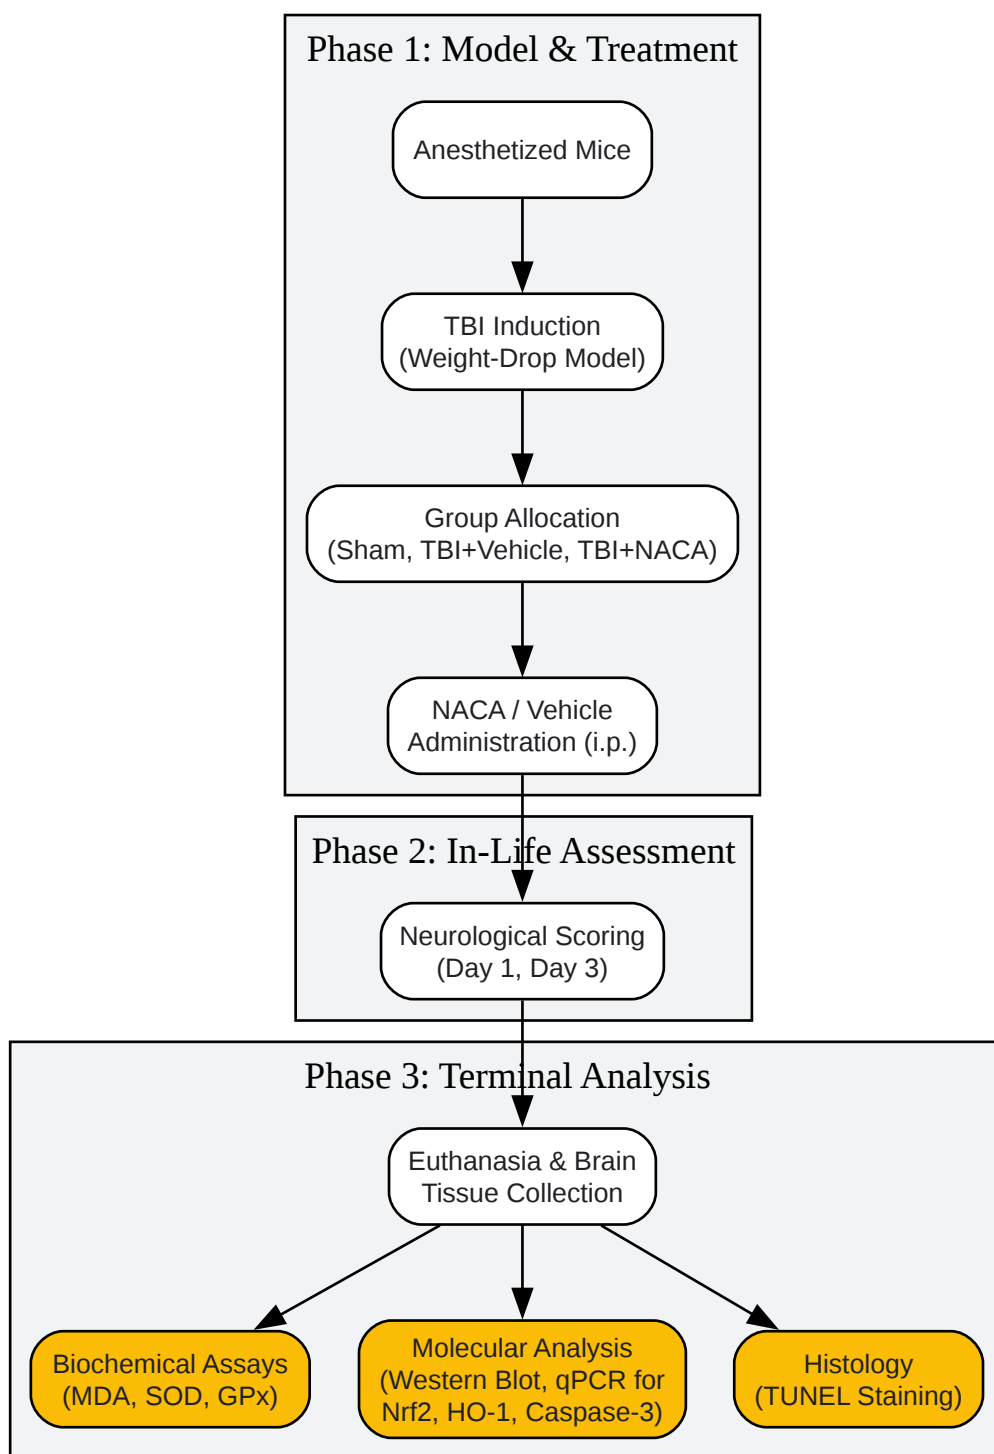 Phase 1: Model & Treatment
Anesthetized Mice
TBI Induction
(Weight-Drop Model)
Group Allocation
(Sham, TBI+Vehicle, TBI+NACA)
NACA / Vehicle
Administration (i.p.)
Phase 2: In-Life Assessment
Neurological Scoring
(Day 1, Day 3)
Phase 3: Terminal Analysis
Euthanasia & Brain
Tissue Collection
Biochemical Assays
(MDA, SOD, GPx)
Molecular Analysis
(Western Blot, qPCR for
Nrf2, HO-1, Caspase-3)
Histology
(TUNEL Staining)